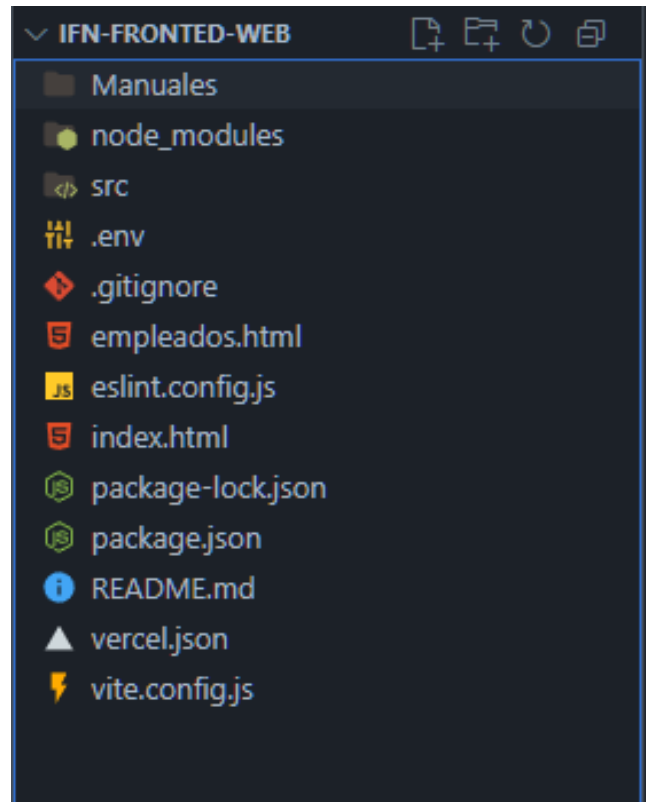 IFN-FRONTED-WEB
Manuales
node_modules
src
.env
.gitignore
empleados.html
JS eslint.config.js
index.html
package-lock.json
package.json
README.md
vercel.json
vite.config.js